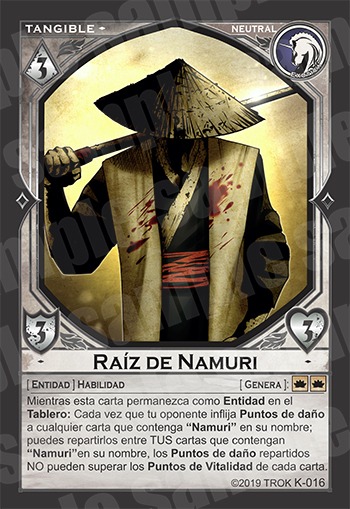 TANGIBLE
NEUTRAL
3
3
3
RAÍZ DE NAMURI
[ ENTIDAD ] HABILIDAD
[ GENERA ]:
Mientras esta carta permanezca como Entidad en el
Tablero: Cada vez que tu oponente inflija Puntos de daño
a cualquier carta que contenga “Namuri” en su nombre;
puedes repartirlos entre TUS cartas que contengan
“Namuri”en su nombre, los Puntos de daño repartidos
NO pueden superar los Puntos de Vitalidad de cada carta.
©2019 TROK K-016